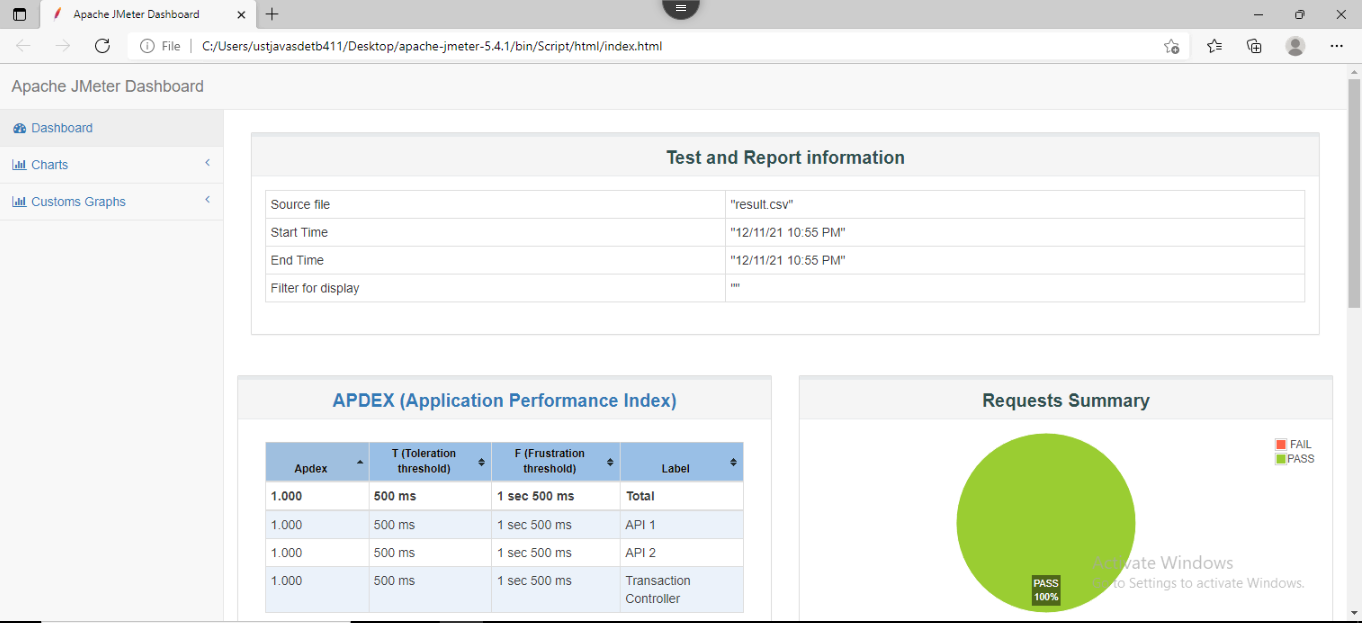 Apache JMeter Dashboard
File
C:/Users/ustjavasdetb411/Desktop/apache-jmeter-5.4.1/bin/Script/html/index.html
Apache JMeter Dashboard
Dashboard
Charts
Customs Graphs
Test and Report information
Source file "result.csv"
Start Time "12/11/21 10:55 PM"
End Time "12/11/21 10:55 PM"
Filter for display ""
APDEX (Application Performance Index)
Apdex T (Toleration threshold) F (Frustration threshold) Label
1.000 500 ms 1 sec 500 ms Total
1.000 500 ms 1 sec 500 ms API 1
1.000 500 ms 1 sec 500 ms API 2
1.000 500 ms 1 sec 500 ms Transaction Controller
Requests Summary
FAIL
PASS
PASS
100%
Activate Windows
Go to Settings to activate Windows.